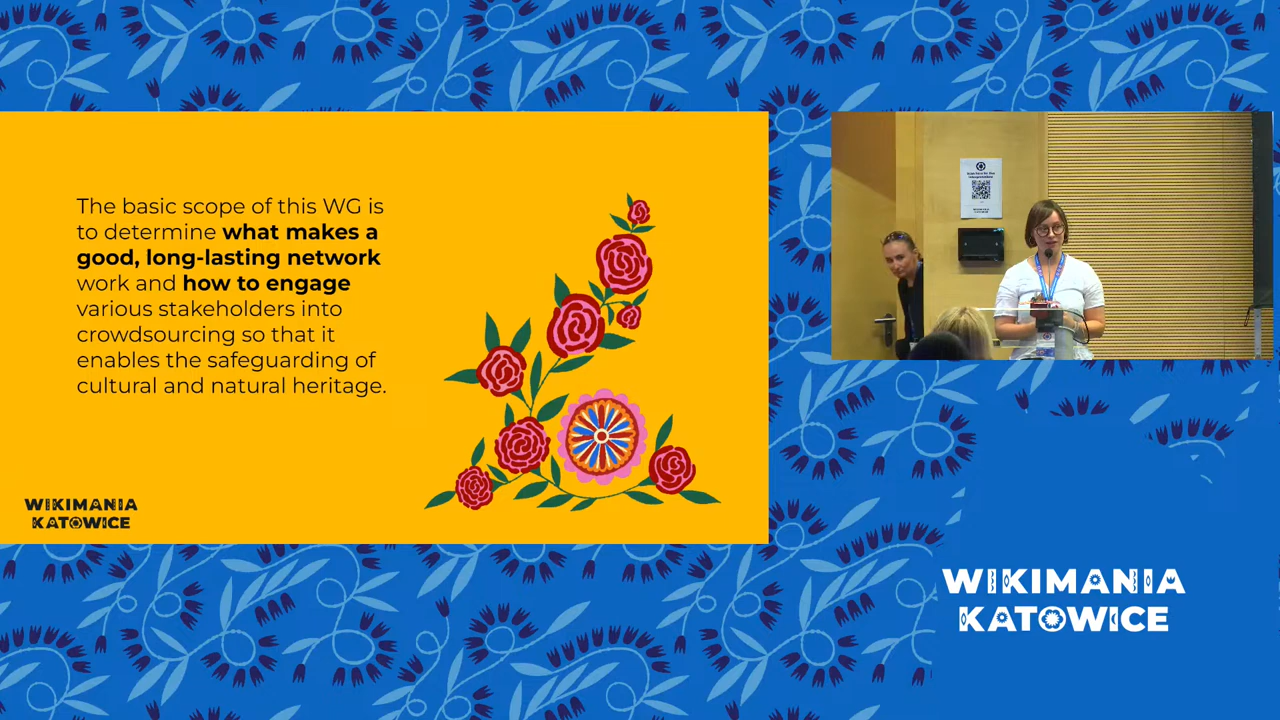 The basic scope of this WG is
to determine what makes a
good, long-lasting network
work and how to engage
various stakeholders into
crowdsourcing so that it
enables the safeguarding of
cultural and natural heritage.
WIKIMANIA
KATOWICE
WIKIMANIA
KATOWICE